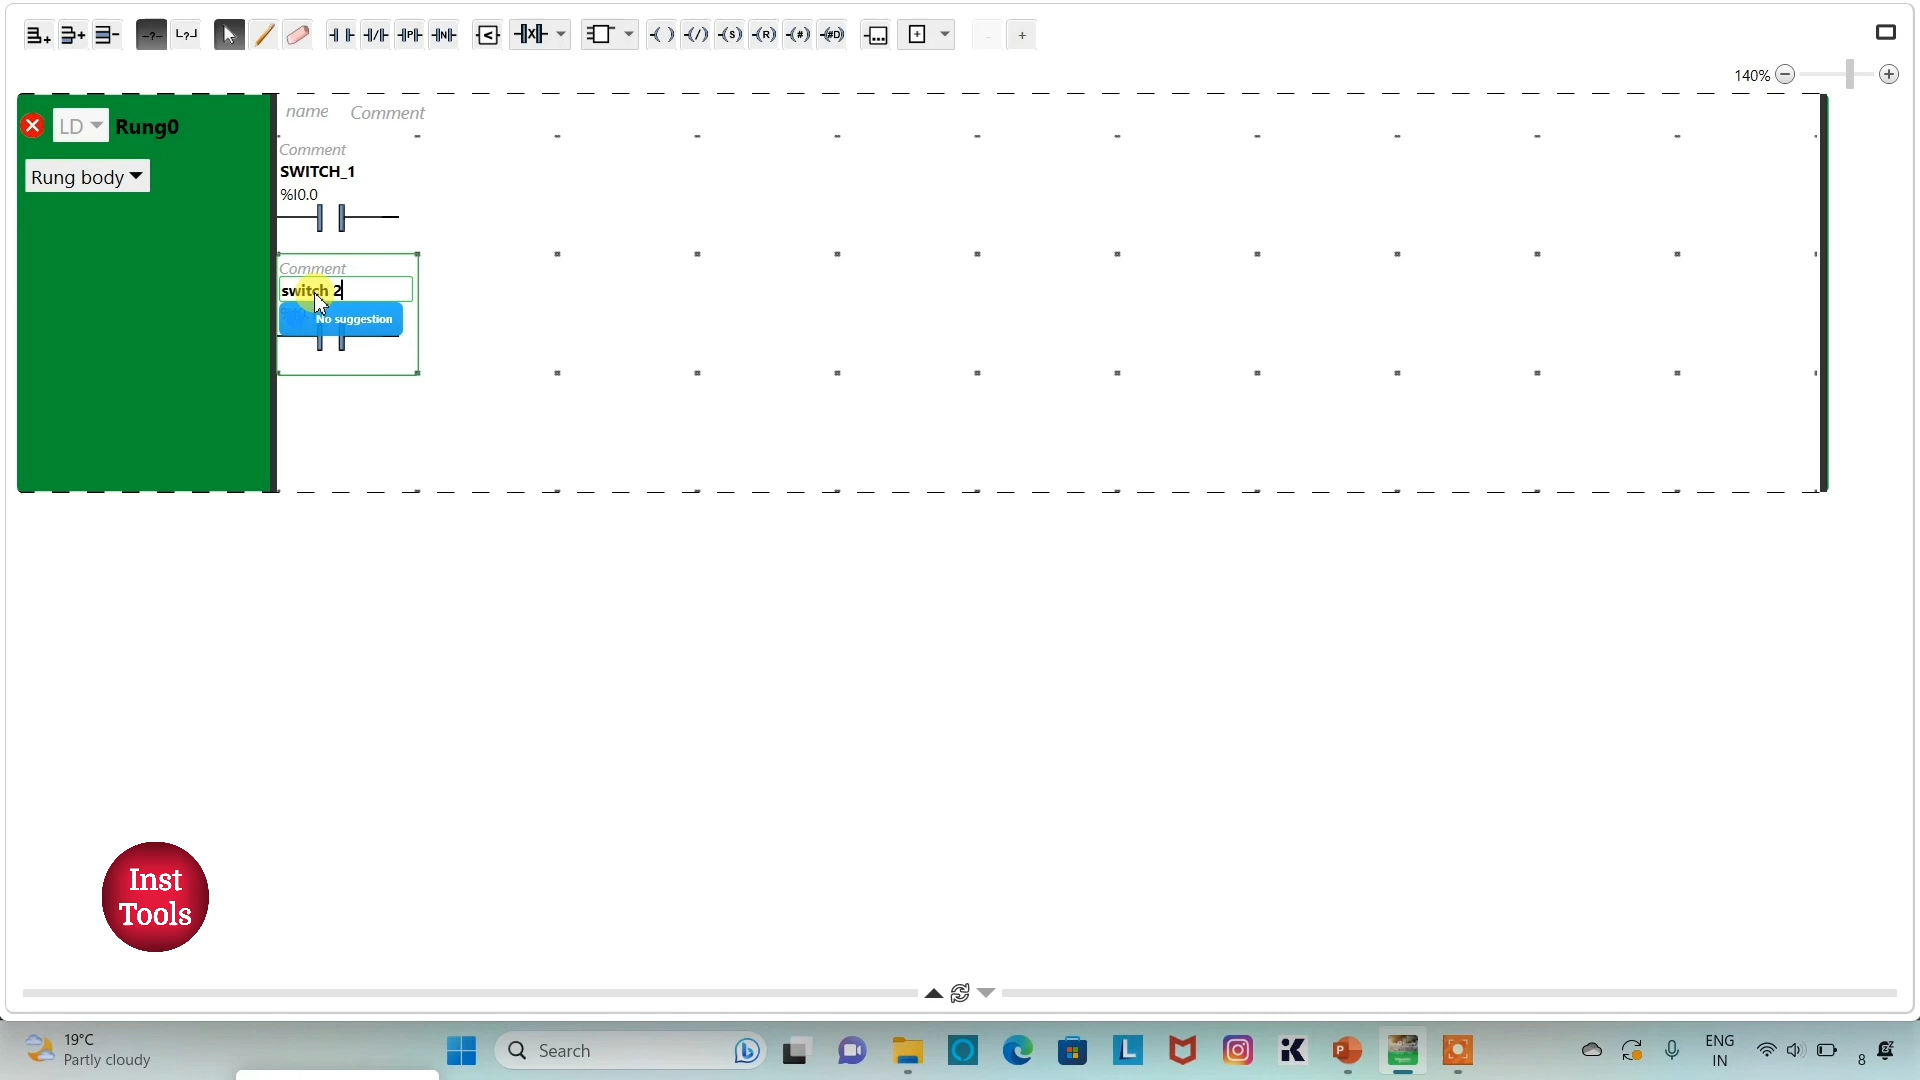 140%
LD
Rung0
name Comment
Rung body
Comment
SWITCH_1
%I0.0
Comment
switch 2
No suggestion
Inst
Tools
19°C
Partly cloudy
Search
ENG
IN
8